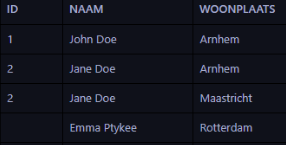 ID NAAM WOONPLAATS
1 John Doe Arnhem
2 Jane Doe Arnhem
2 Jane Doe Maastricht
Emma Ptykee Rotterdam